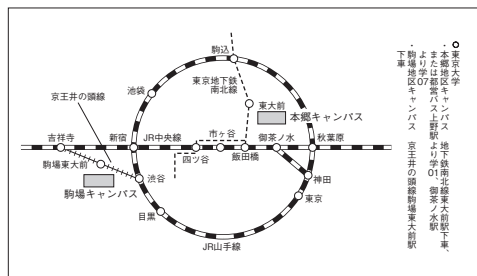 ○東京大学
・本郷地区キャンパス　地下鉄南北線東大前駅下車、
または都営バス上野駅より学01、御茶ノ水駅
より学07
・駒場地区キャンパス　京王井の頭線駒場東大前駅
下車
駒込
東京地下鉄
南北線
池袋
東大前
本郷キャンパス
京王井の頭線
吉祥寺
新宿
JR中央線
市ヶ谷
御茶ノ水
秋葉原
四ツ谷
飯田橋
駒場東大前
渋谷
神田
駒場キャンパス
東京
目黒
JR山手線